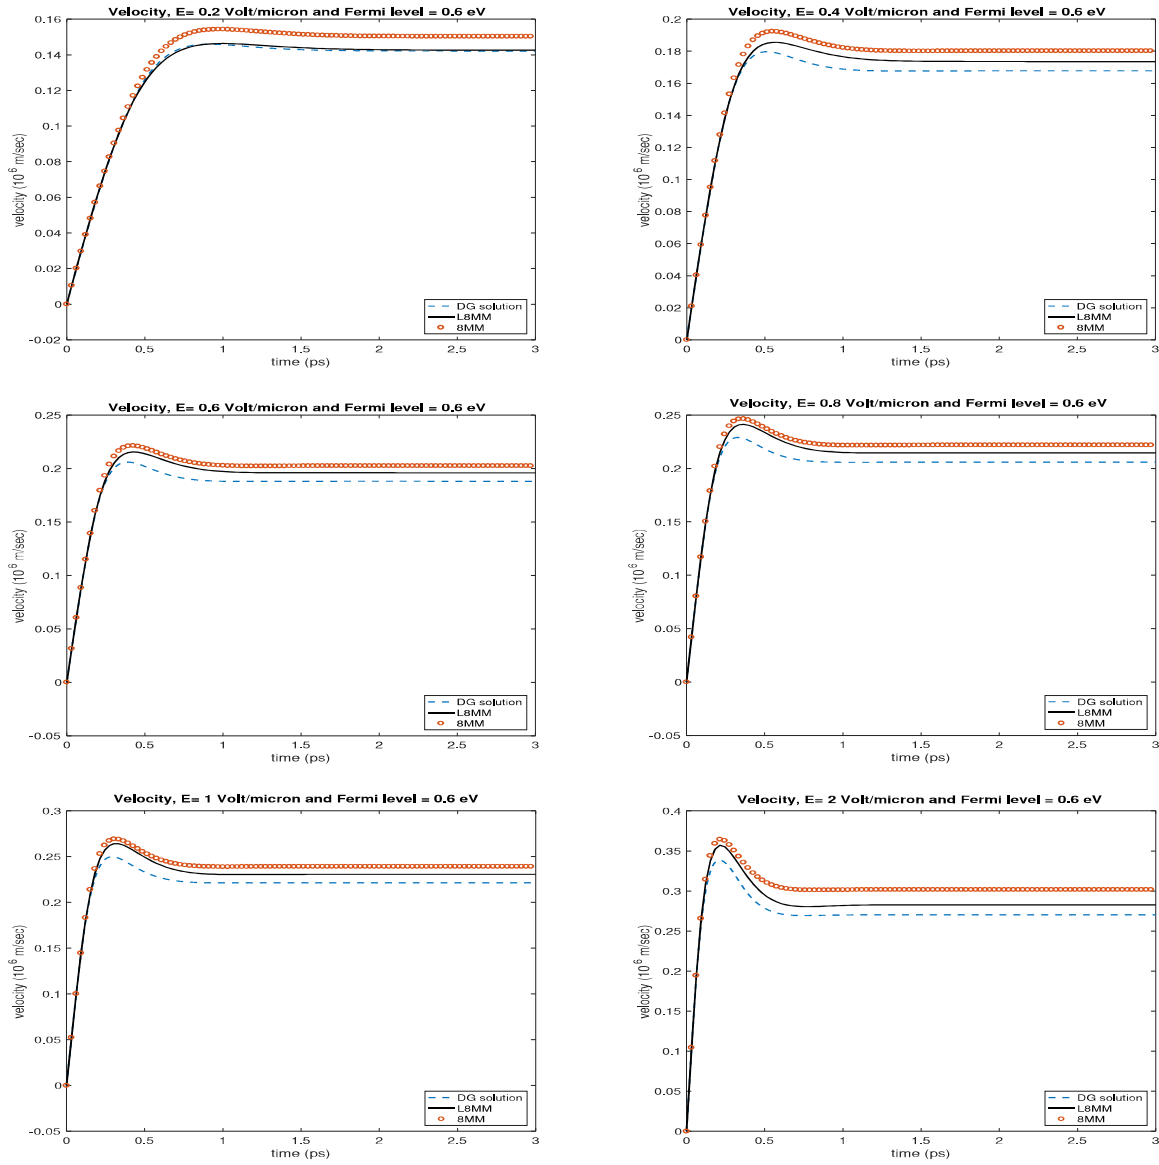 Velocity, E= 0.2 Volt/micron and Fermi level = 0.6 eV
0.16
0.14
0.12
0.1
0.08
0.06
0.04
0.02
0
-0.02
velocity (10^6 m/sec)
0 0.5 1 1.5 2 2.5 3
time (ps)
DG solution
L8MM
8MM
Velocity, E= 0.4 Volt/micron and Fermi level = 0.6 eV
0.2
0.18
0.16
0.14
0.12
0.1
0.08
0.06
0.04
0.02
0
velocity (10^6 m/sec)
0 0.5 1 1.5 2 2.5 3
time (ps)
DG solution
L8MM
8MM
Velocity, E= 0.6 Volt/micron and Fermi level = 0.6 eV
0.25
0.2
0.15
0.1
0.05
0
-0.05
velocity (10^6 m/sec)
0 0.5 1 1.5 2 2.5 3
time (ps)
DG solution
L8MM
8MM
Velocity, E= 0.8 Volt/micron and Fermi level = 0.6 eV
0.25
0.2
0.15
0.1
0.05
0
-0.05
velocity (10^6 m/sec)
0 0.5 1 1.5 2 2.5 3
time (ps)
DG solution
L8MM
8MM
Velocity, E= 1 Volt/micron and Fermi level = 0.6 eV
0.3
0.25
0.2
0.15
0.1
0.05
0
-0.05
velocity (10^6 m/sec)
0 0.5 1 1.5 2 2.5 3
time (ps)
DG solution
L8MM
8MM
Velocity, E= 2 Volt/micron and Fermi level = 0.6 eV
0.4
0.35
0.3
0.25
0.2
0.15
0.1
0.05
0
velocity (10^6 m/sec)
0 0.5 1 1.5 2 2.5 3
time (ps)
DG solution
L8MM
8MM